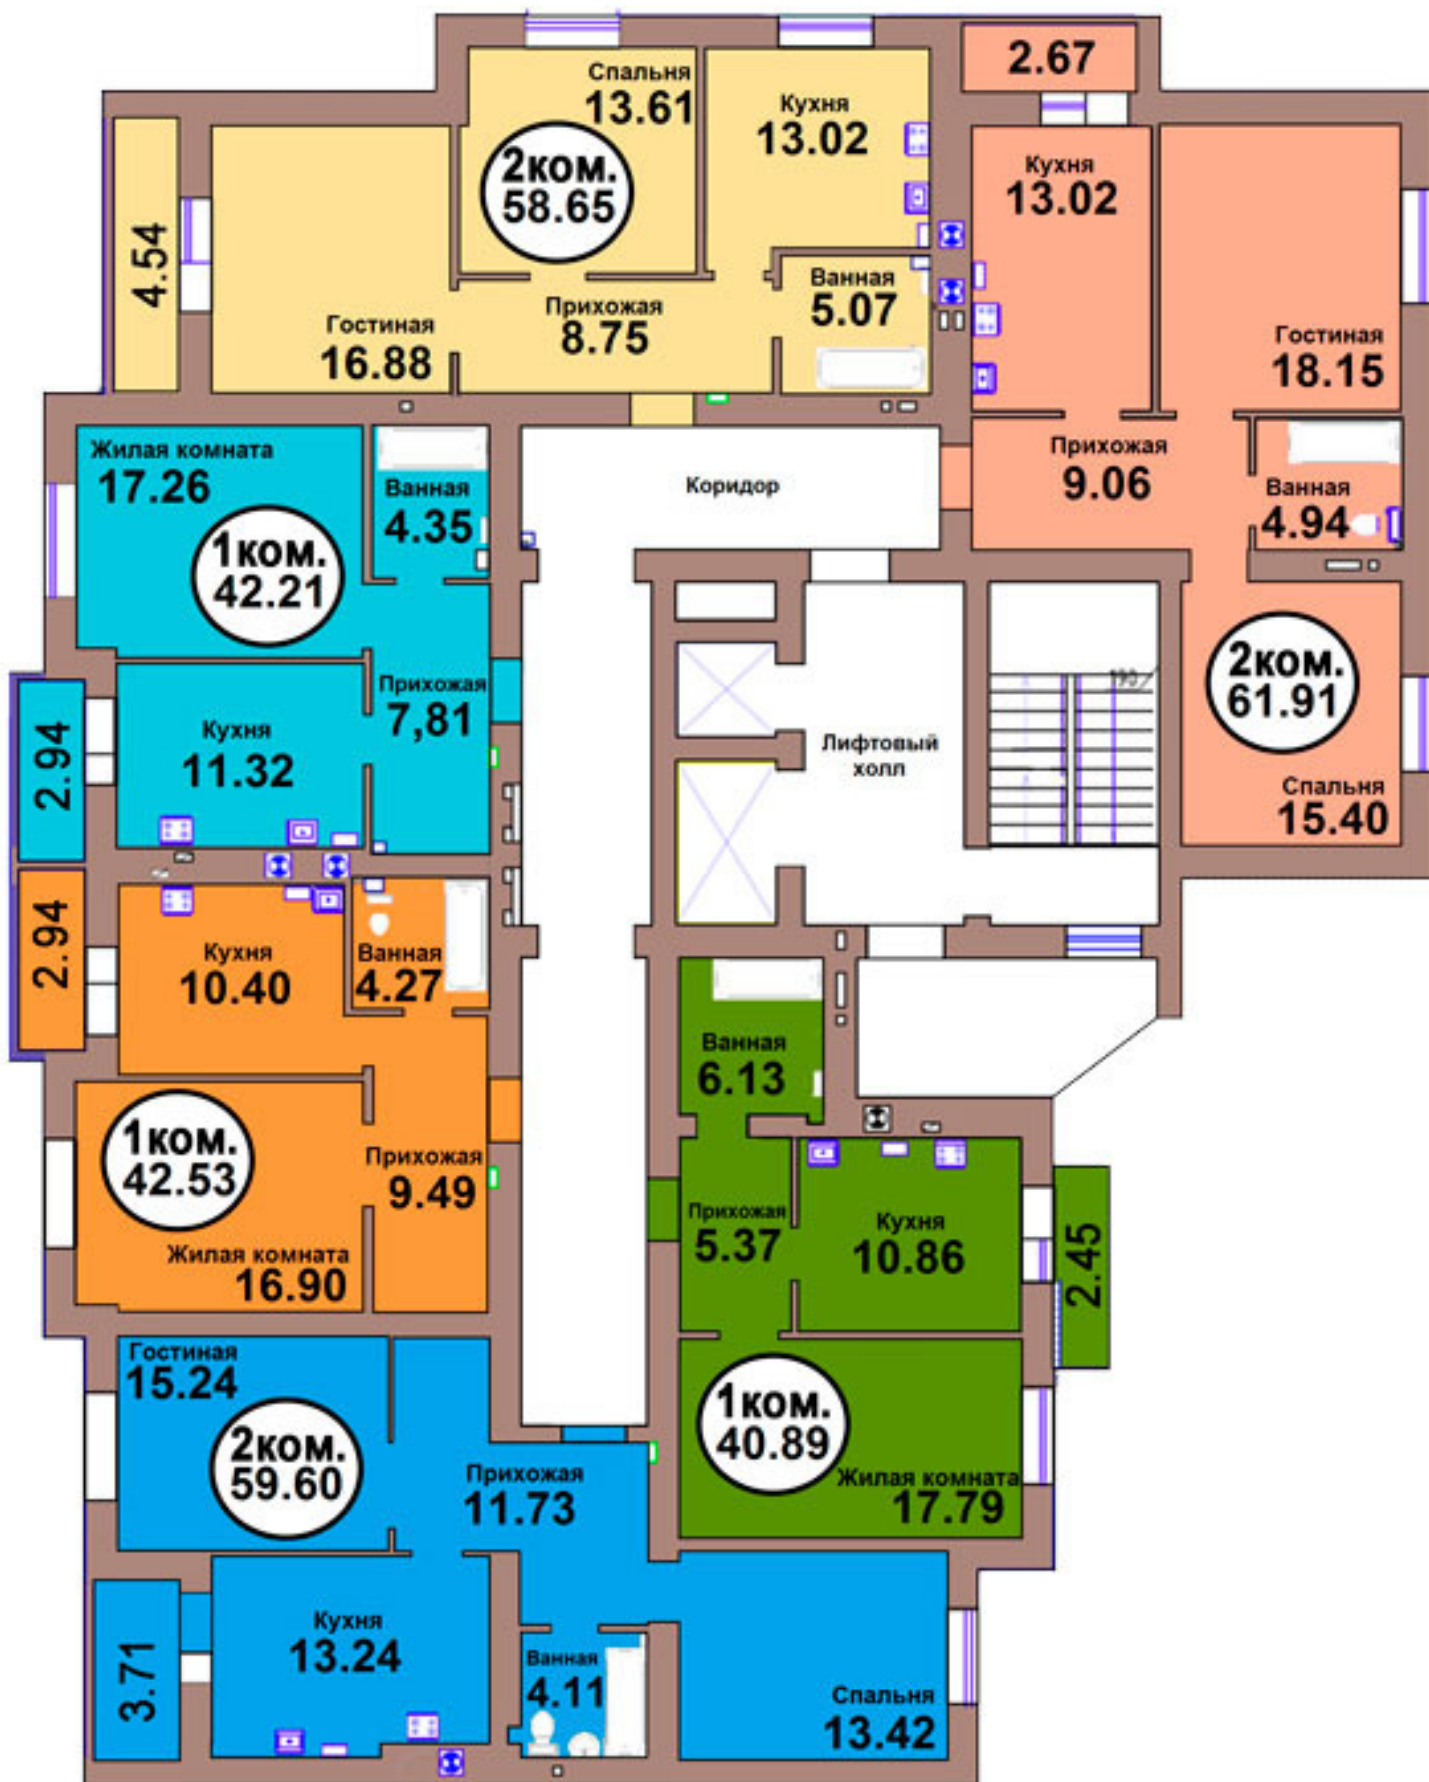 2.67
Спальня
13.61
2ком.
58.65
Кухня
13.02
4.54
Гостиная
16.88
Прихожая
8.75
Ванная
5.07
Кухня
13.02
Гостиная
18.15
Прихожая
9.06
Ванная
4.94
2ком.
61.91
Спальня
15.40
Коридор
Лифтовый
холл
190
Жилая комната
17.26
1ком.
42.21
Ванная
4.35
Прихожая
7,81
Кухня
11.32
2.94
2.94
Кухня
10.40
Ванная
4.27
1ком.
42.53
Прихожая
9.49
Жилая комната
16.90
Ванная
6.13
Прихожая
5.37
Кухня
10.86
2.45
1ком.
40.89
Жилая комната
17.79
Гостиная
15.24
2ком.
59.60
Прихожая
11.73
Кухня
13.24
3.71
Ванная
4.11
Спальня
13.42